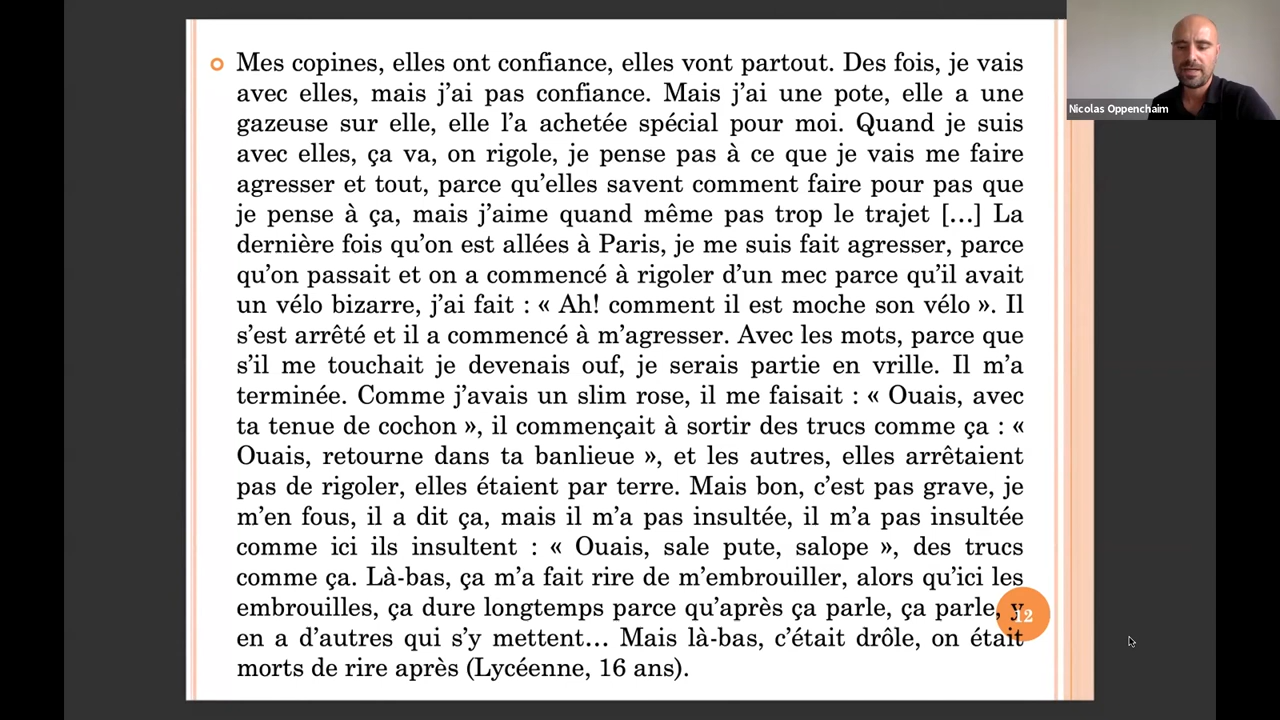 Mes copines, elles ont confiance, elles vont partout. Des fois, je vais
avec elles, mais j'ai pas confiance. Mais j'ai une pote, elle a une
gazeuse sur elle, elle l'a achetée spécial pour moi. Quand je suis
avec elles, ça va, on rigole, je pense pas à ce que je vais me faire
agresser et tout, parce qu'elles savent comment faire pour pas que
je pense à ça, mais j'aime quand même pas trop le trajet […] La
dernière fois qu'on est allées à Paris, je me suis fait agresser, parce
qu'on passait et on a commencé à rigoler d'un mec parce qu'il avait
un vélo bizarre, j'ai fait : « Ah! comment il est moche son vélo ». Il
s'est arrêté et il a commencé à m'agresser. Avec les mots, parce que
s'il me touchait je devenais ouf, je serais partie en vrille. Il m'a
terminée. Comme j'avais un slim rose, il me faisait : « Ouais, avec
ta tenue de cochon », il commençait à sortir des trucs comme ça : «
Ouais, retourne dans ta banlieue », et les autres, elles arrêtaient
pas de rigoler, elles étaient par terre. Mais bon, c'est pas grave, je
m'en fous, il a dit ça, mais il m'a pas insultée, il m'a pas insultée
comme ici ils insultent : « Ouais, sale pute, salope », des trucs
comme ça. Là-bas, ça m'a fait rire de m'embrouiller, alors qu'ici les
embrouilles, ça dure longtemps parce qu'après ça parle, ça parle, y
en a d'autres qui s'y mettent… Mais là-bas, c'était drôle, on était
morts de rire après (Lycéenne, 16 ans).
12
Nicolas Oppenchaim